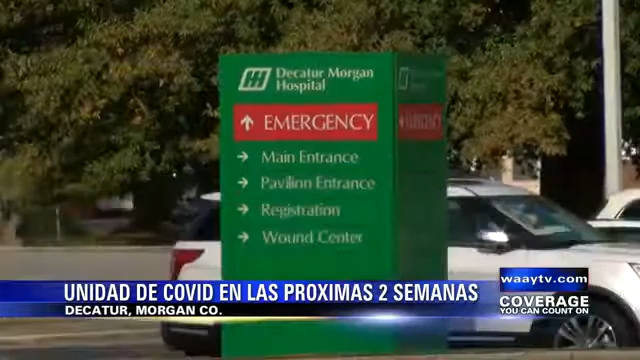 Decatur Morgan
Hospital
EMERGENCY
Main Entrance
Pavilion Entrance
Registration
Wound Center
UNIDAD DE COVID EN LAS PROXIMAS 2 SEMANAS
DECATUR, MORGAN CO.
waaytv.com
COVERAGE
YOU CAN COUNT ON